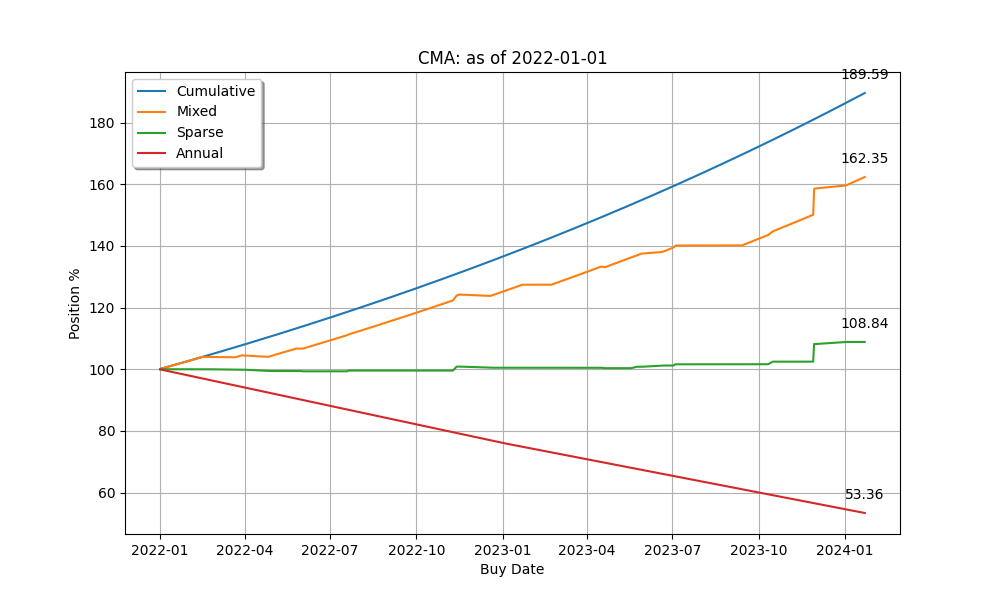 CMA: as of 2022-01-01
Cumulative
Mixed
Sparse
Annual
189.59
162.35
108.84
53.36
Position %
180
160
140
120
100
80
60
2022-01 2022-04 2022-07 2022-10 2023-01 2023-04 2023-07 2023-10 2024-01
Buy Date